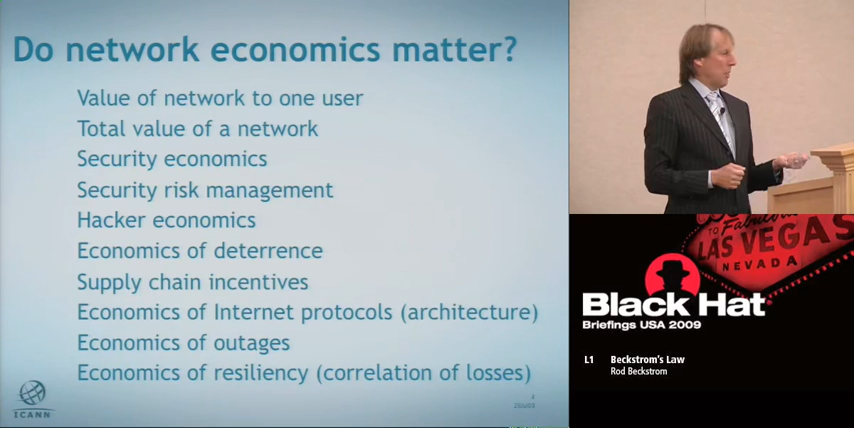 Do network economics matter?
Value of network to one user
Total value of a network
Security economics
Security risk management
Hacker economics
Economics of deterrence
Supply chain incentives
Economics of Internet protocols (architecture)
Economics of outages
Economics of resiliency (correlation of losses)
ICANN
TO Fabulous
LAS VEGAS
NEVADA
Black Hat
Briefings USA 2009
L1 Beckstrom's Law
Rod Beckstrom